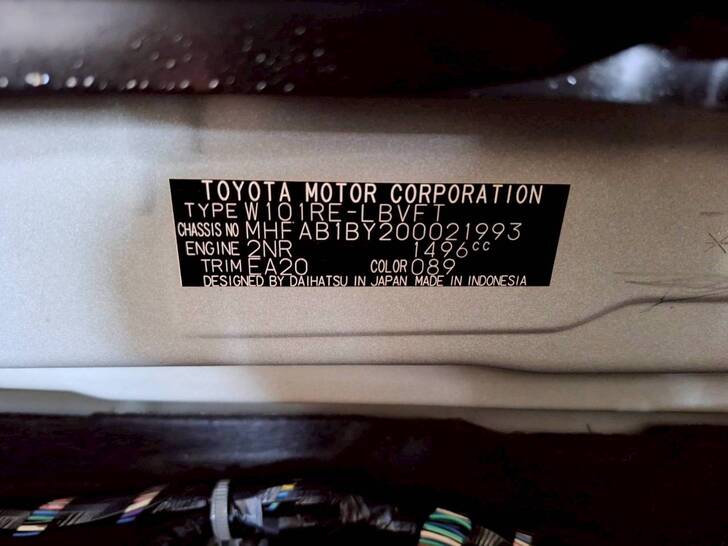 TOYOTA MOTOR CORPORATION
TYPE W101RE-LBVFT
CHASSIS NO MHFAB1BY200021993
ENGINE 2NR 1496cc
TRIM EA20 COLOR 089
DESIGNED BY DAIHATSU IN JAPAN MADE IN INDONESIA